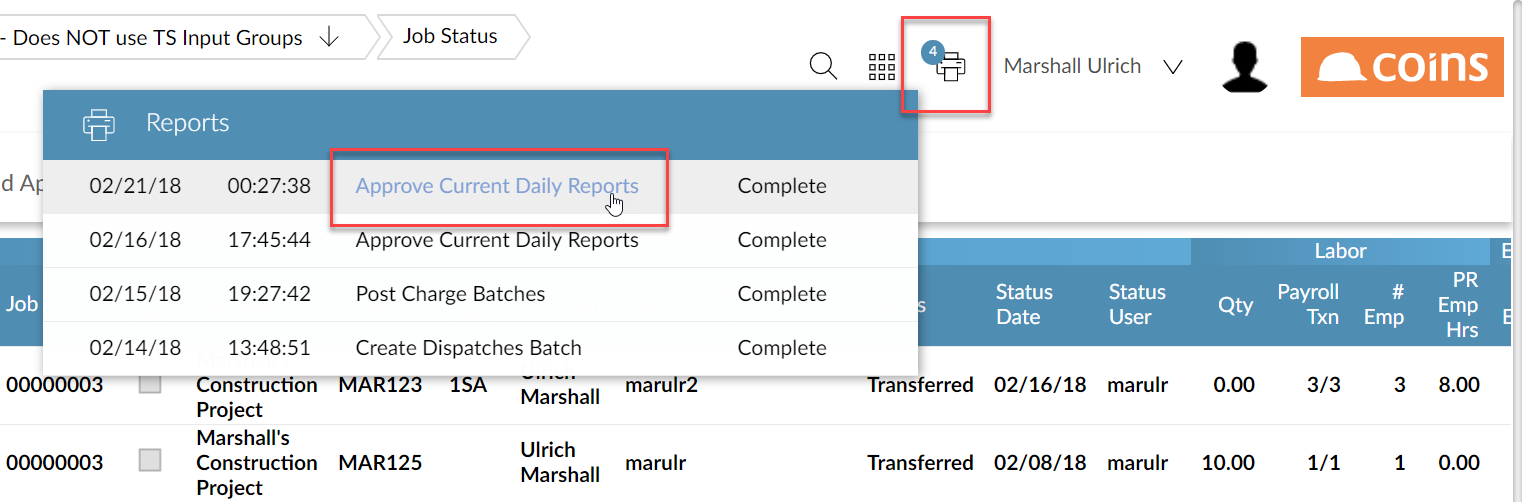 - Does NOT use TS Input Groups
Job Status
4
Marshall Ulrich
coins
Reports
d Ap
02/21/18 00:27:38 Approve Current Daily Reports Complete
02/16/18 17:45:44 Approve Current Daily Reports Complete
02/15/18 19:27:42 Post Charge Batches Complete
02/14/18 13:48:51 Create Dispatches Batch Complete
Labor E
Job s Status Date Status User Qty Payroll Txn # Emp PR Emp Hrs E
00000003 Construction Project MAR123 1SA Ulrich Marshall marulr2 Transferred 02/16/18 marulr 0.00 3/3 3 8.00
00000003 Marshall's Construction Project MAR125 Ulrich Marshall marulr Transferred 02/08/18 marulr 10.00 1/1 1 0.00